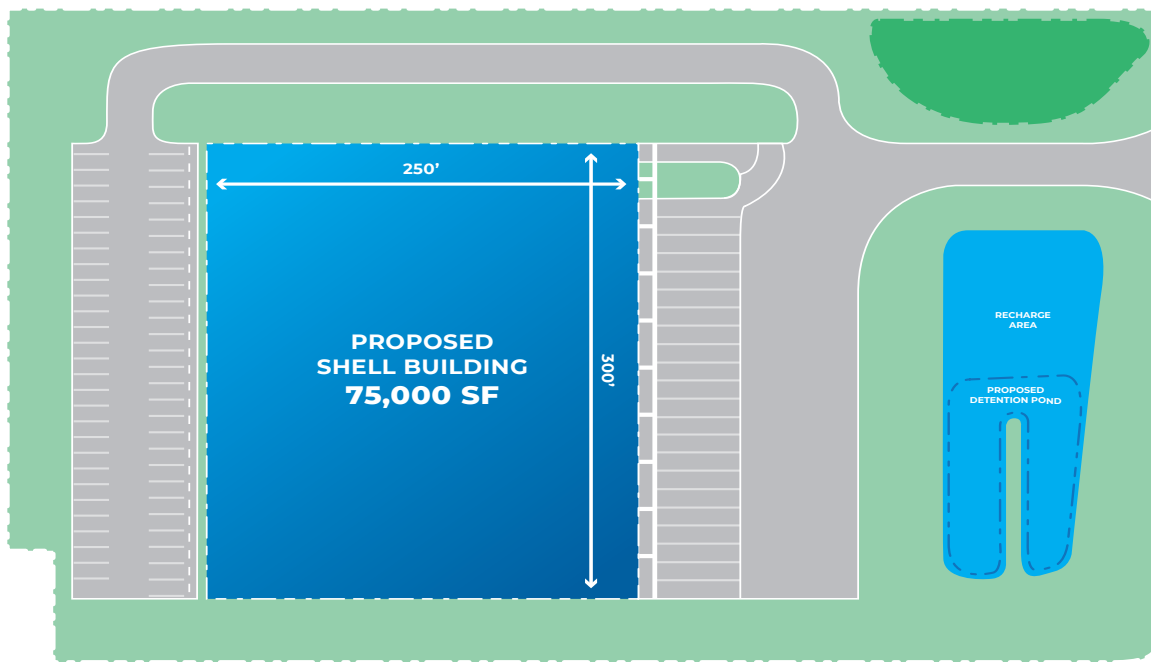 250’
PROPOSED
SHELL BUILDING
75,000 SF
300’
RECHARGE
AREA
PROPOSED
DETENTION POND